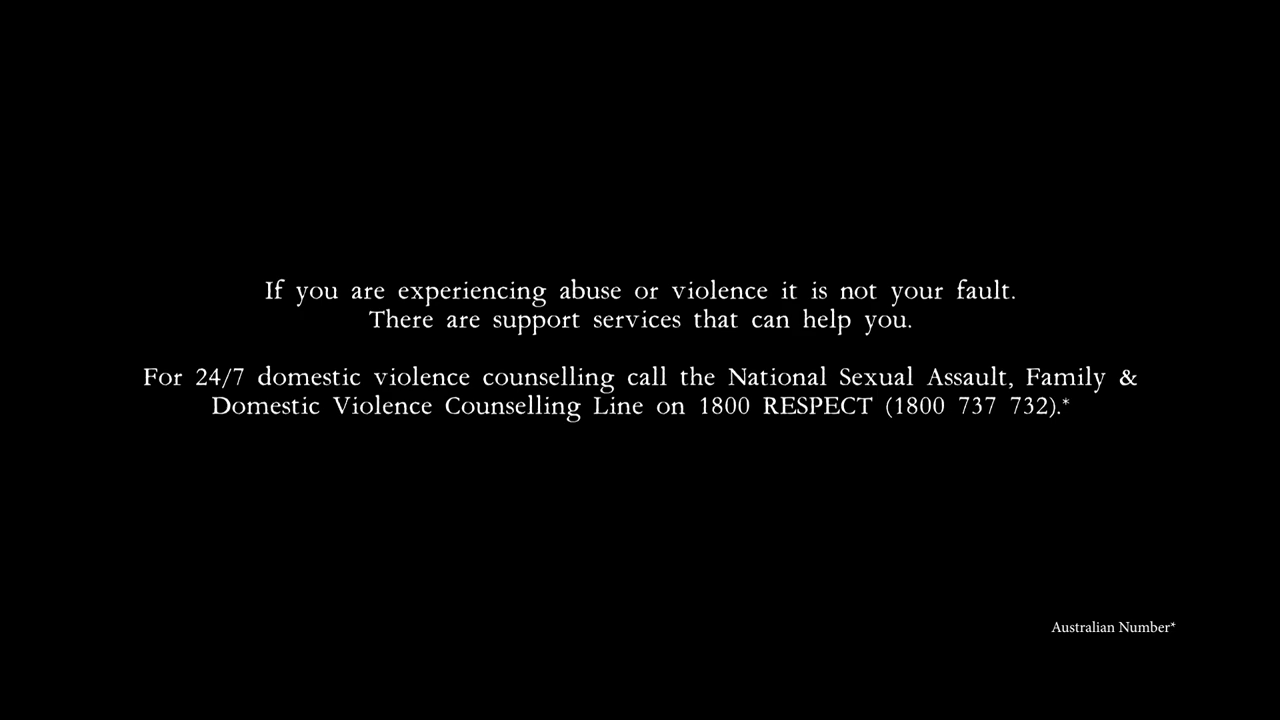 If you are experiencing abuse or violence it is not your fault.
There are support services that can help you.
For 24/7 domestic violence counselling call the National Sexual Assault, Family &
Domestic Violence Counselling Line on 1800 RESPECT (1800 737 732).*
Australian Number*